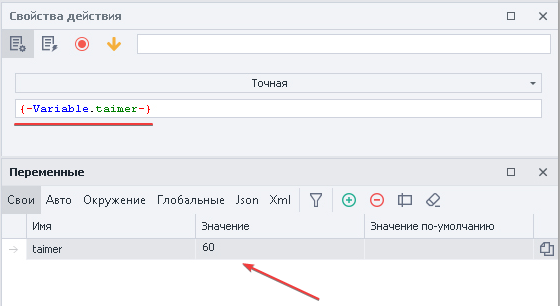 Свойства действия
Точная
{-Variable.taimer-}
Переменные
Свои Авто Окружение Глобальные Json Xml
Имя Значение Значение по-умолчанию
taimer 60